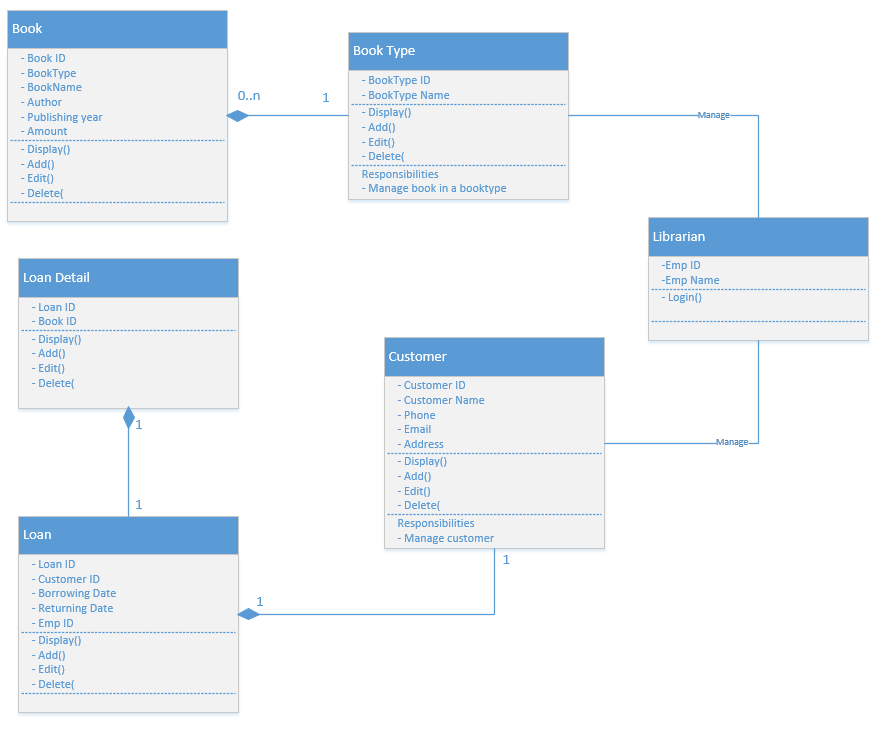 Book
- Book ID
- BookType
- BookName
- Author
- Publishing year
- Amount
- Display()
- Add()
- Edit()
- Delete(
0..n
1
Book Type
- BookType ID
- BookType Name
- Display()
- Add()
- Edit()
- Delete(
Responsibilities
- Manage book in a booktype
Manage
Librarian
-Emp ID
-Emp Name
- Login()
Loan Detail
- Loan ID
- Book ID
- Display()
- Add()
- Edit()
- Delete(
1
1
Customer
- Customer ID
- Customer Name
- Phone
- Email
- Address
- Display()
- Add()
- Edit()
- Delete(
Responsibilities
- Manage customer
Manage
1
1
Loan
- Loan ID
- Customer ID
- Borrowing Date
- Returning Date
- Emp ID
- Display()
- Add()
- Edit()
- Delete(